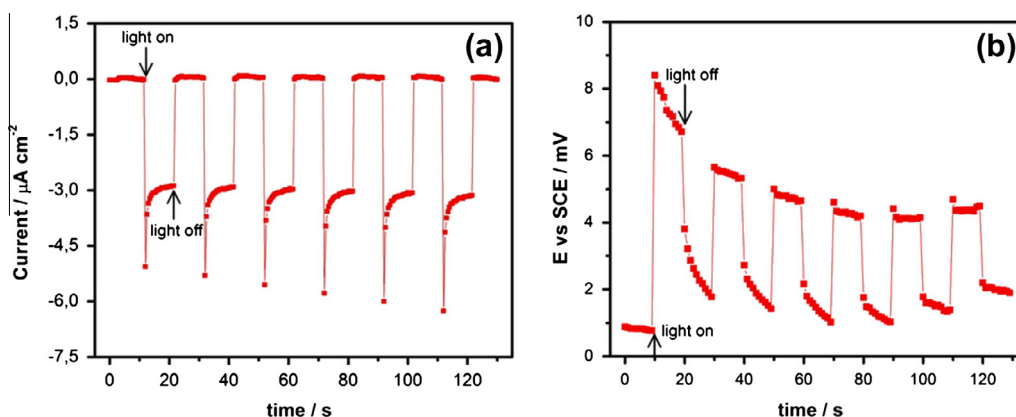 (a)
light on
light off
1,5
0,0
-1,5
-3,0
-4,5
-6,0
-7,5
Current / µA cm⁻²
0 20 40 60 80 100 120
time / s
(b)
light off
light on
10
8
6
4
2
0
E vs SCE / mV
0 20 40 60 80 100 120
time / s